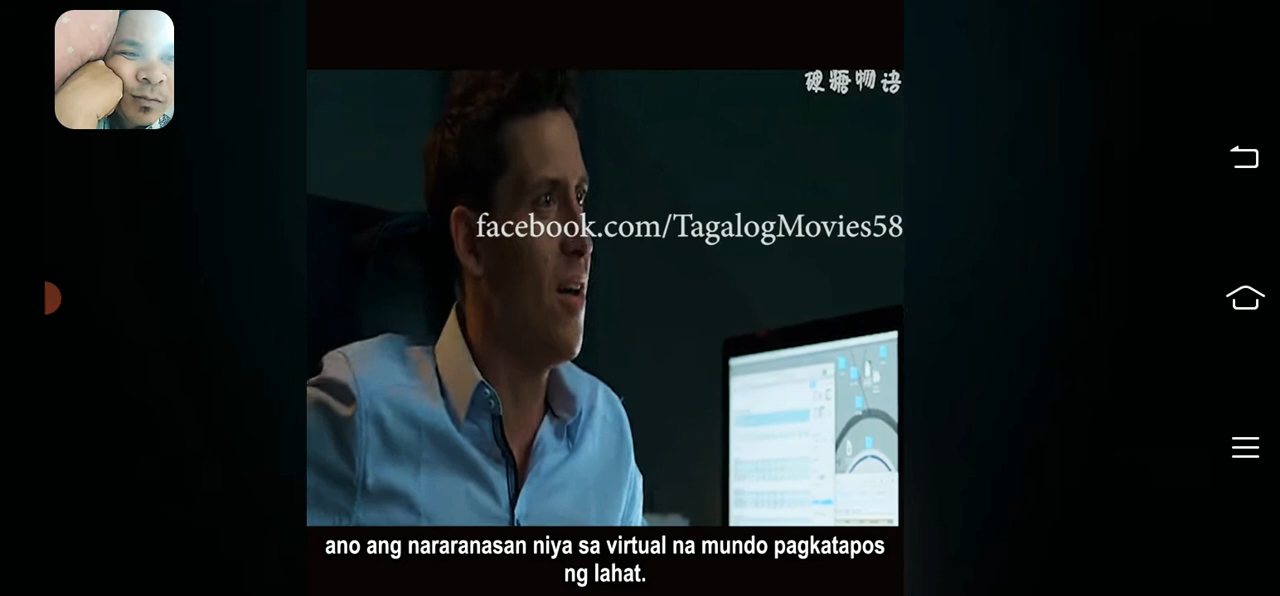 硬糖物语
facebook.com/TagalogMovies58
ano ang nararanasan niya sa virtual na mundo pagkatapos
ng lahat.